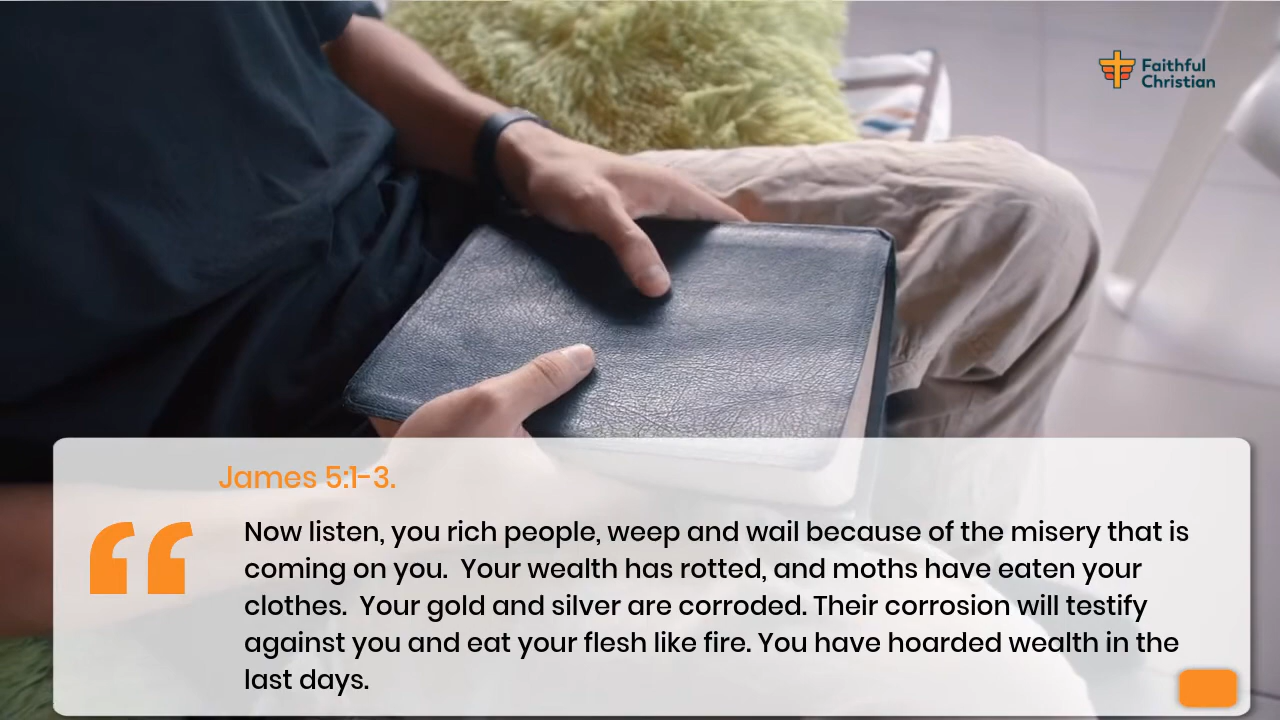 Faithful
Christian
James 5:1-3.
Now listen, you rich people, weep and wail because of the misery that is
coming on you.  Your wealth has rotted, and moths have eaten your
clothes.  Your gold and silver are corroded. Their corrosion will testify
against you and eat your flesh like fire. You have hoarded wealth in the
last days.